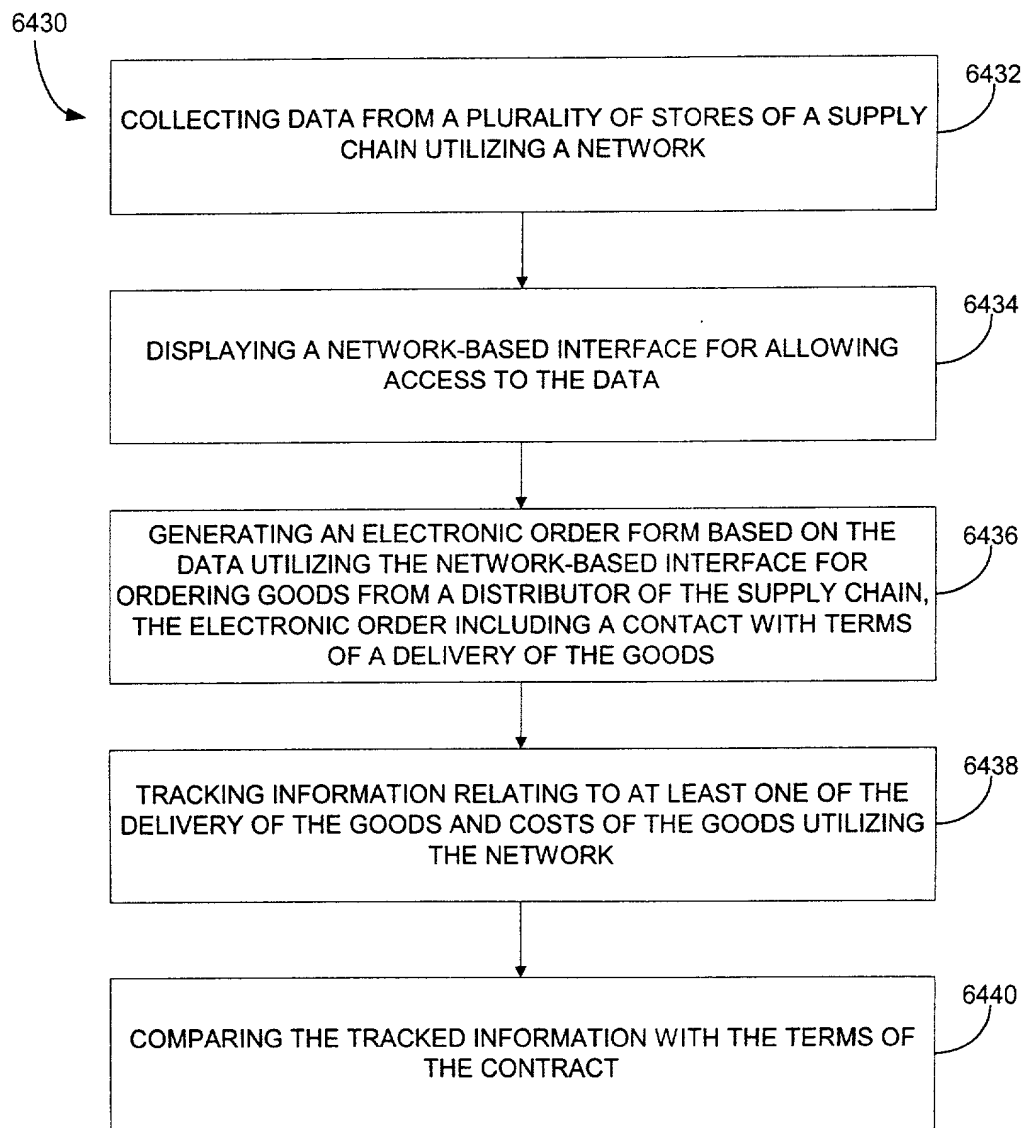 6430
6432
COLLECTING DATA FROM A PLURALITY OF STORES OF A SUPPLY
CHAIN UTILIZING A NETWORK
6434
DISPLAYING A NETWORK-BASED INTERFACE FOR ALLOWING
ACCESS TO THE DATA
6436
GENERATING AN ELECTRONIC ORDER FORM BASED ON THE
DATA UTILIZING THE NETWORK-BASED INTERFACE FOR
ORDERING GOODS FROM A DISTRIBUTOR OF THE SUPPLY CHAIN,
THE ELECTRONIC ORDER INCLUDING A CONTACT WITH TERMS
OF A DELIVERY OF THE GOODS
6438
TRACKING INFORMATION RELATING TO AT LEAST ONE OF THE
DELIVERY OF THE GOODS AND COSTS OF THE GOODS UTILIZING
THE NETWORK
6440
COMPARING THE TRACKED INFORMATION WITH THE TERMS OF
THE CONTRACT